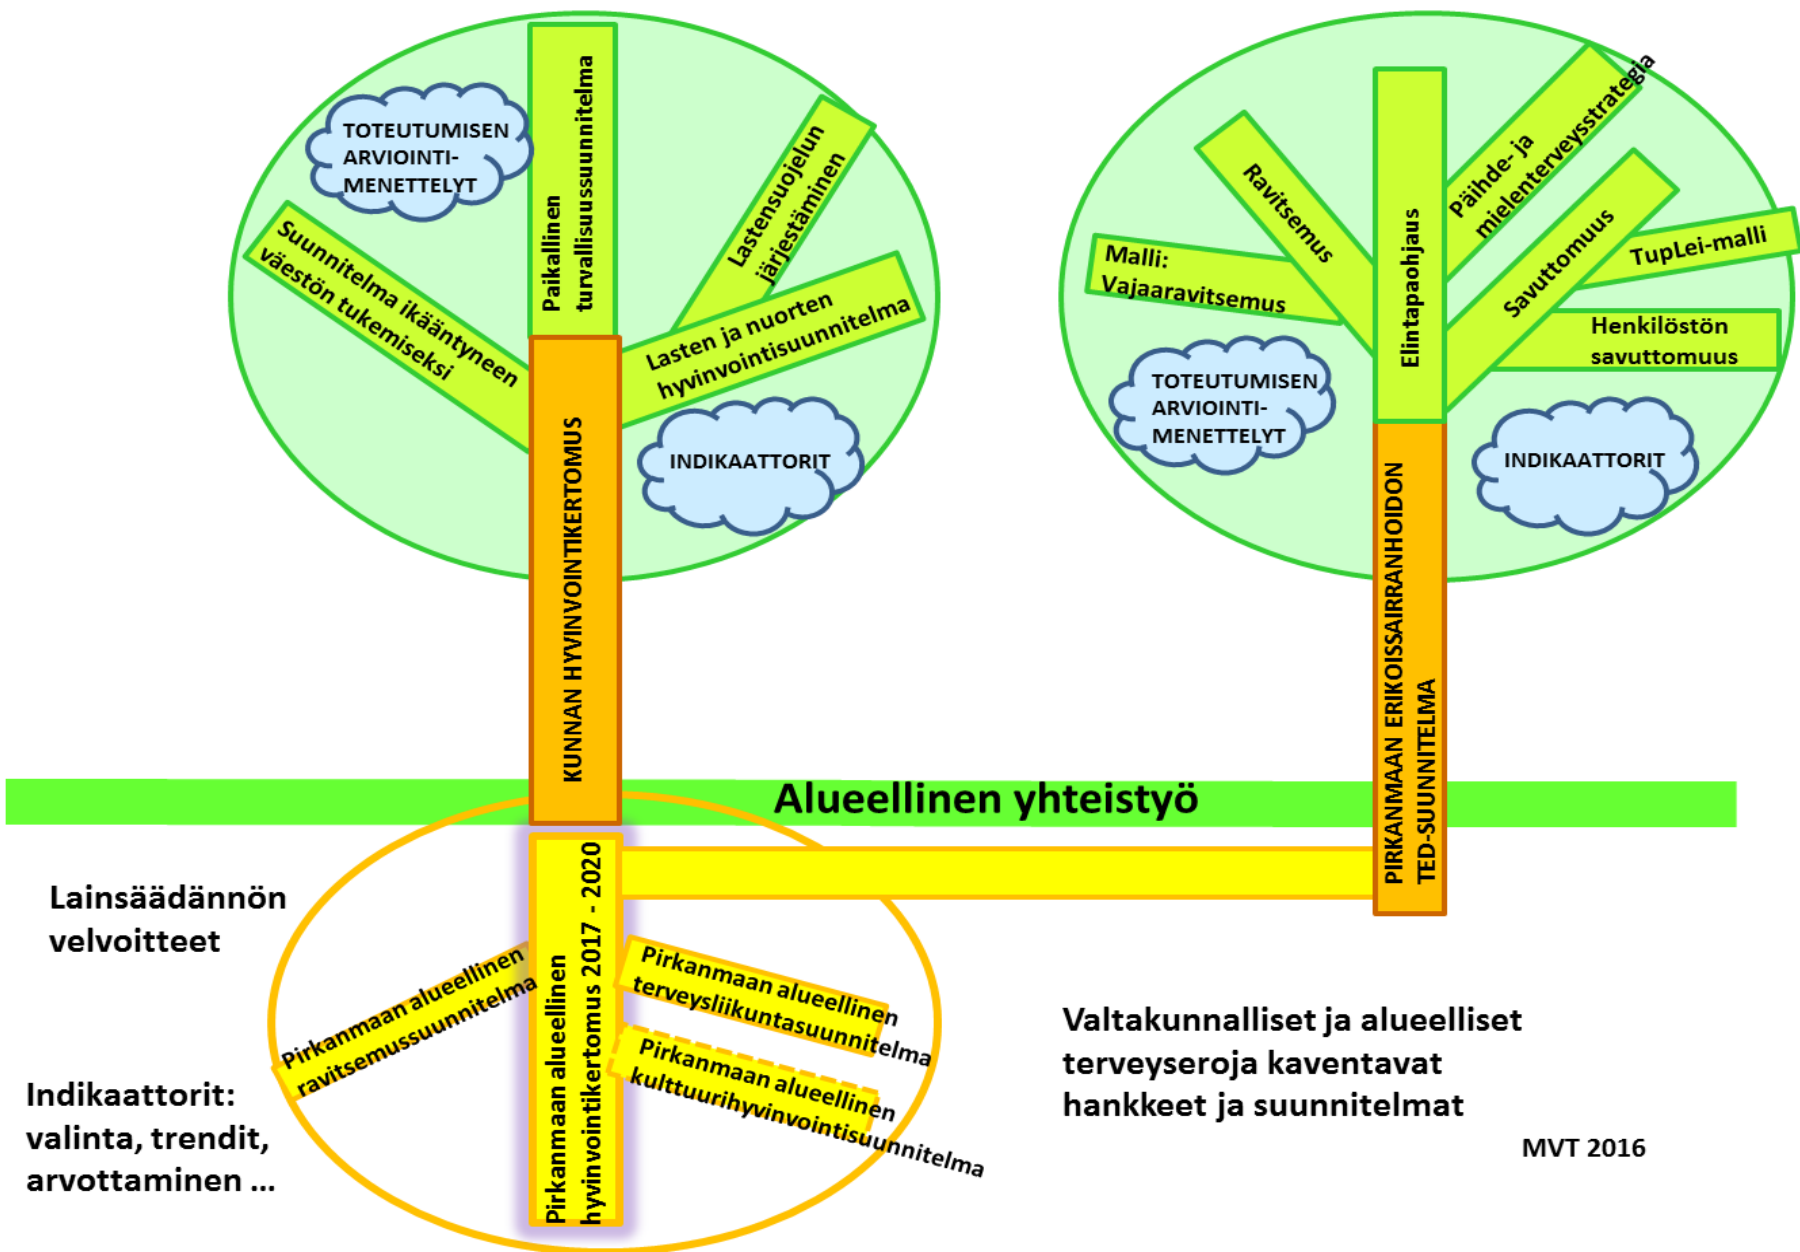 TOTEUTUMISEN
ARVIOINTI-
MENETTELYT
Suunnitelma ikääntyneen
väestön tukemiseksi
Paikallinen
turvallisuussuunnitelma
Lastensuojelun
järjestäminen
Lasten ja nuorten
hyvinvointisuunnitelma
INDIKAATTORIT
KUNNAN HYVINVOINTIKERTOMUS
Malli:
Vajaaravitsemus
Ravitsemus
Elintapaohjaus
Päihde- ja
mielenterveysstrategia
Savuttomuus
TupLei-malli
Henkilöstön
savuttomuus
TOTEUTUMISEN
ARVIOINTI-
MENETTELYT
INDIKAATTORIT
PIRKANMAAN ERIKOISSAIRRANHOIDON
TED-SUUNNITELMA
Alueellinen yhteistyö
Lainsäädännön
velvoitteet
Pirkanmaan alueellinen
ravitsemussuunnitelma
Pirkanmaan alueellinen
hyvinvointikertomus 2017 - 2020
Pirkanmaan alueellinen
terveysliikuntasuunnitelma
Pirkanmaan alueellinen
kulttuurihyvinvointisuunnitelma
Indikaattorit:
valinta, trendit,
arvottaminen ...
Valtakunnalliset ja alueelliset
terveyseroja kaventavat
hankkeet ja suunnitelmat
MVT 2016